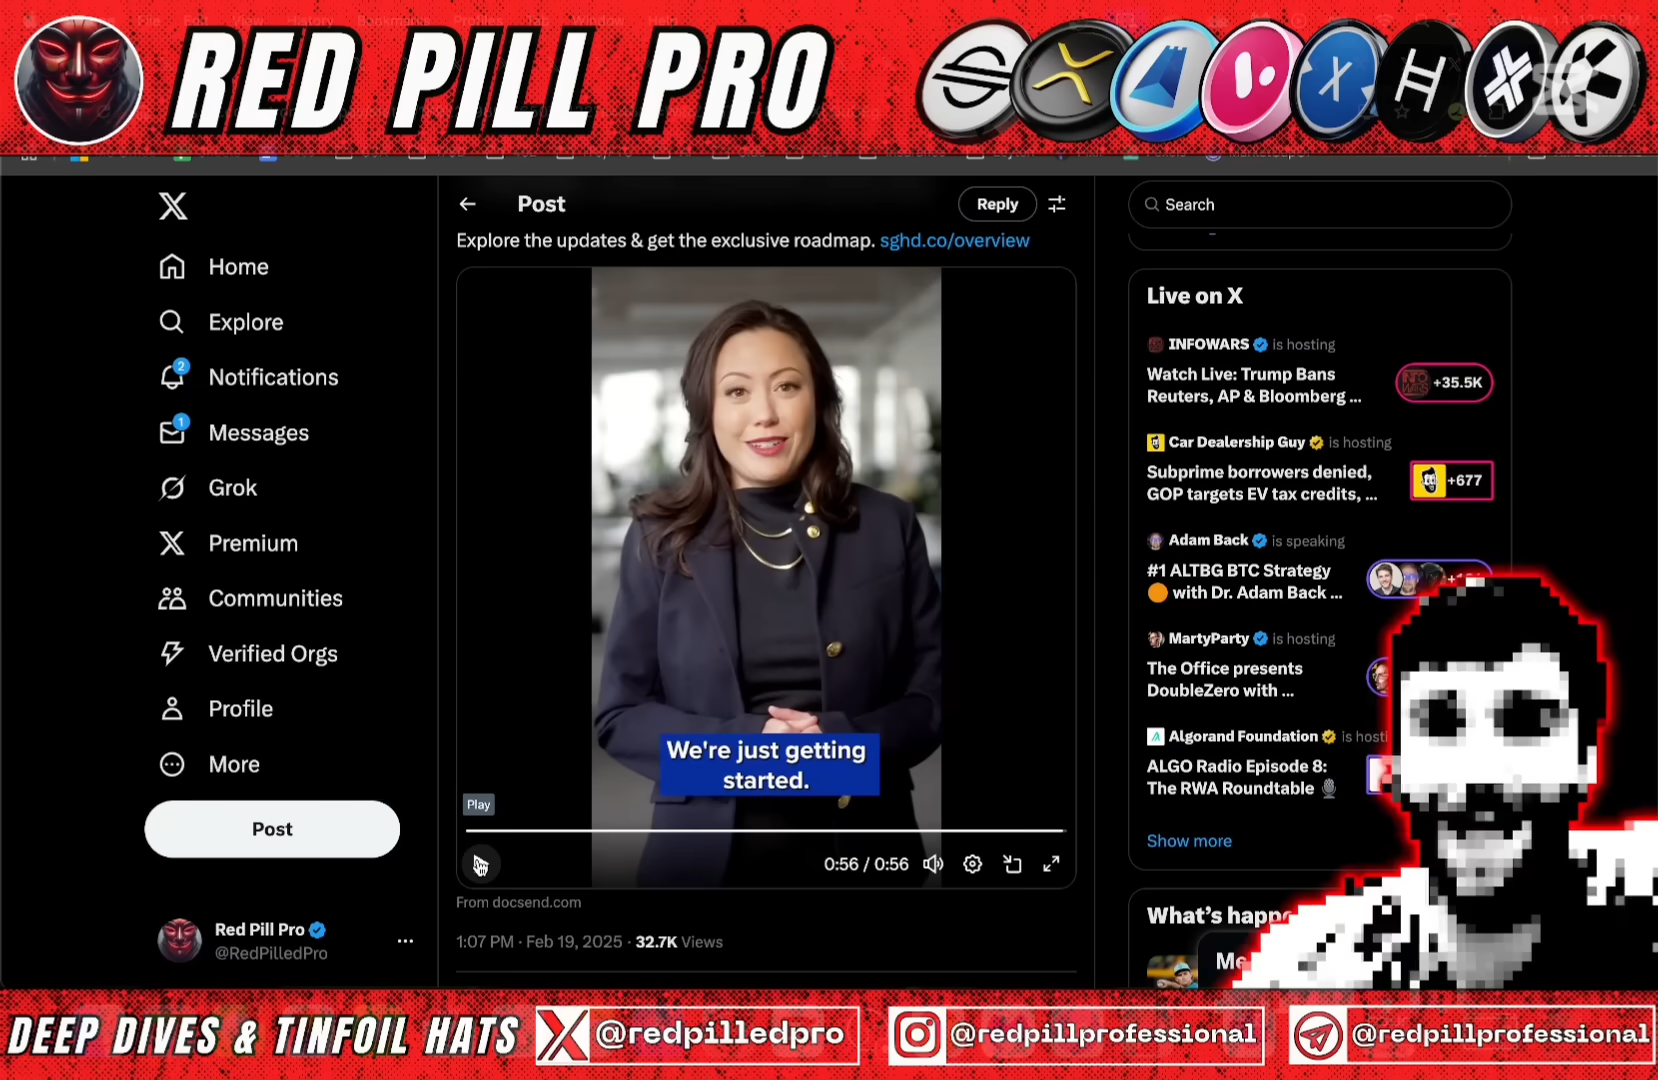 RED PILL PRO
Home
Explore
2
Notifications
1
Messages
Grok
Premium
Communities
Verified Orgs
Profile
More
Post
Red Pill Pro
@RedPilledPro
Post
Reply
Explore the updates & get the exclusive roadmap. sghd.co/overview
We're just getting
started.
Play
0:56 / 0:56
From docsend.com
1:07 PM · Feb 19, 2025 · 32.7K Views
Search
Live on X
INFOWARS is hosting
Watch Live: Trump Bans
Reuters, AP & Bloomberg ...
+35.5K
Car Dealership Guy is hosting
Subprime borrowers denied,
GOP targets EV tax credits, ...
+677
Adam Back is speaking
#1 ALTBG BTC Strategy
with Dr. Adam Back ...
MartyParty is hosting
The Office presents
DoubleZero with ...
Algorand Foundation is hosti
ALGO Radio Episode 8:
The RWA Roundtable
Show more
What's happe
Me
DEEP DIVES & TINFOIL HATS
@redpilledpro
@redpillprofessional
@redpillprofessional